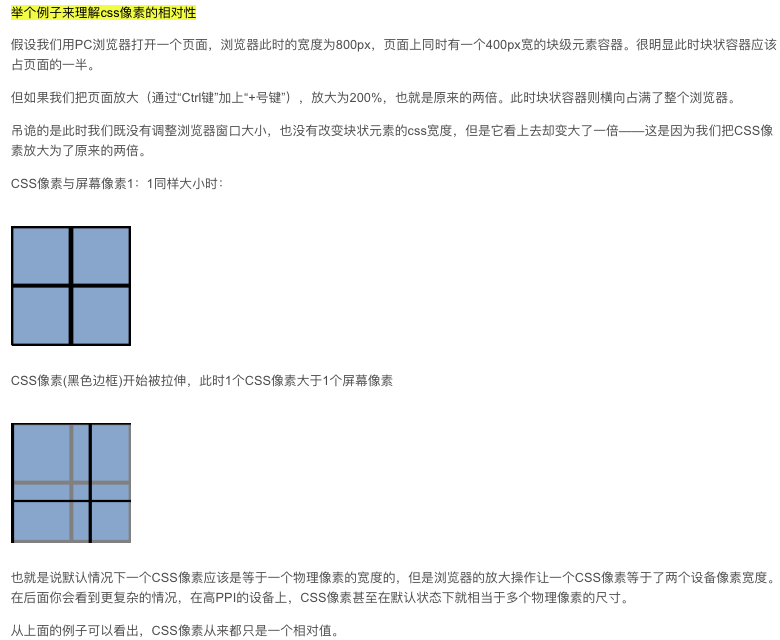 举个例子来理解css像素的相对性
假设我们用PC浏览器打开一个页面，浏览器此时的宽度为800px，页面上同时有一个400px宽的块级元素容器。很明显此时块状容器应该
占页面的一半。
但如果我们把页面放大（通过“Ctrl键”加上“+号键”），放大为200%，也就是原来的两倍。此时块状容器则横向占满了整个浏览器。
吊诡的是此时我们既没有调整浏览器窗口大小，也没有改变块状元素的css宽度，但是它看上去却变大了一倍——这是因为我们把CSS像
素放大为了原来的两倍。
CSS像素与屏幕像素1：1同样大小时：
CSS像素(黑色边框)开始被拉伸，此时1个CSS像素大于1个屏幕像素
也就是说默认情况下一个CSS像素应该是等于一个物理像素的宽度的，但是浏览器的放大操作让一个CSS像素等于了两个设备像素宽度。
在后面你会看到更复杂的情况，在高PPI的设备上，CSS像素甚至在默认状态下就相当于多个物理像素的尺寸。
从上面的例子可以看出，CSS像素从来都只是一个相对值。